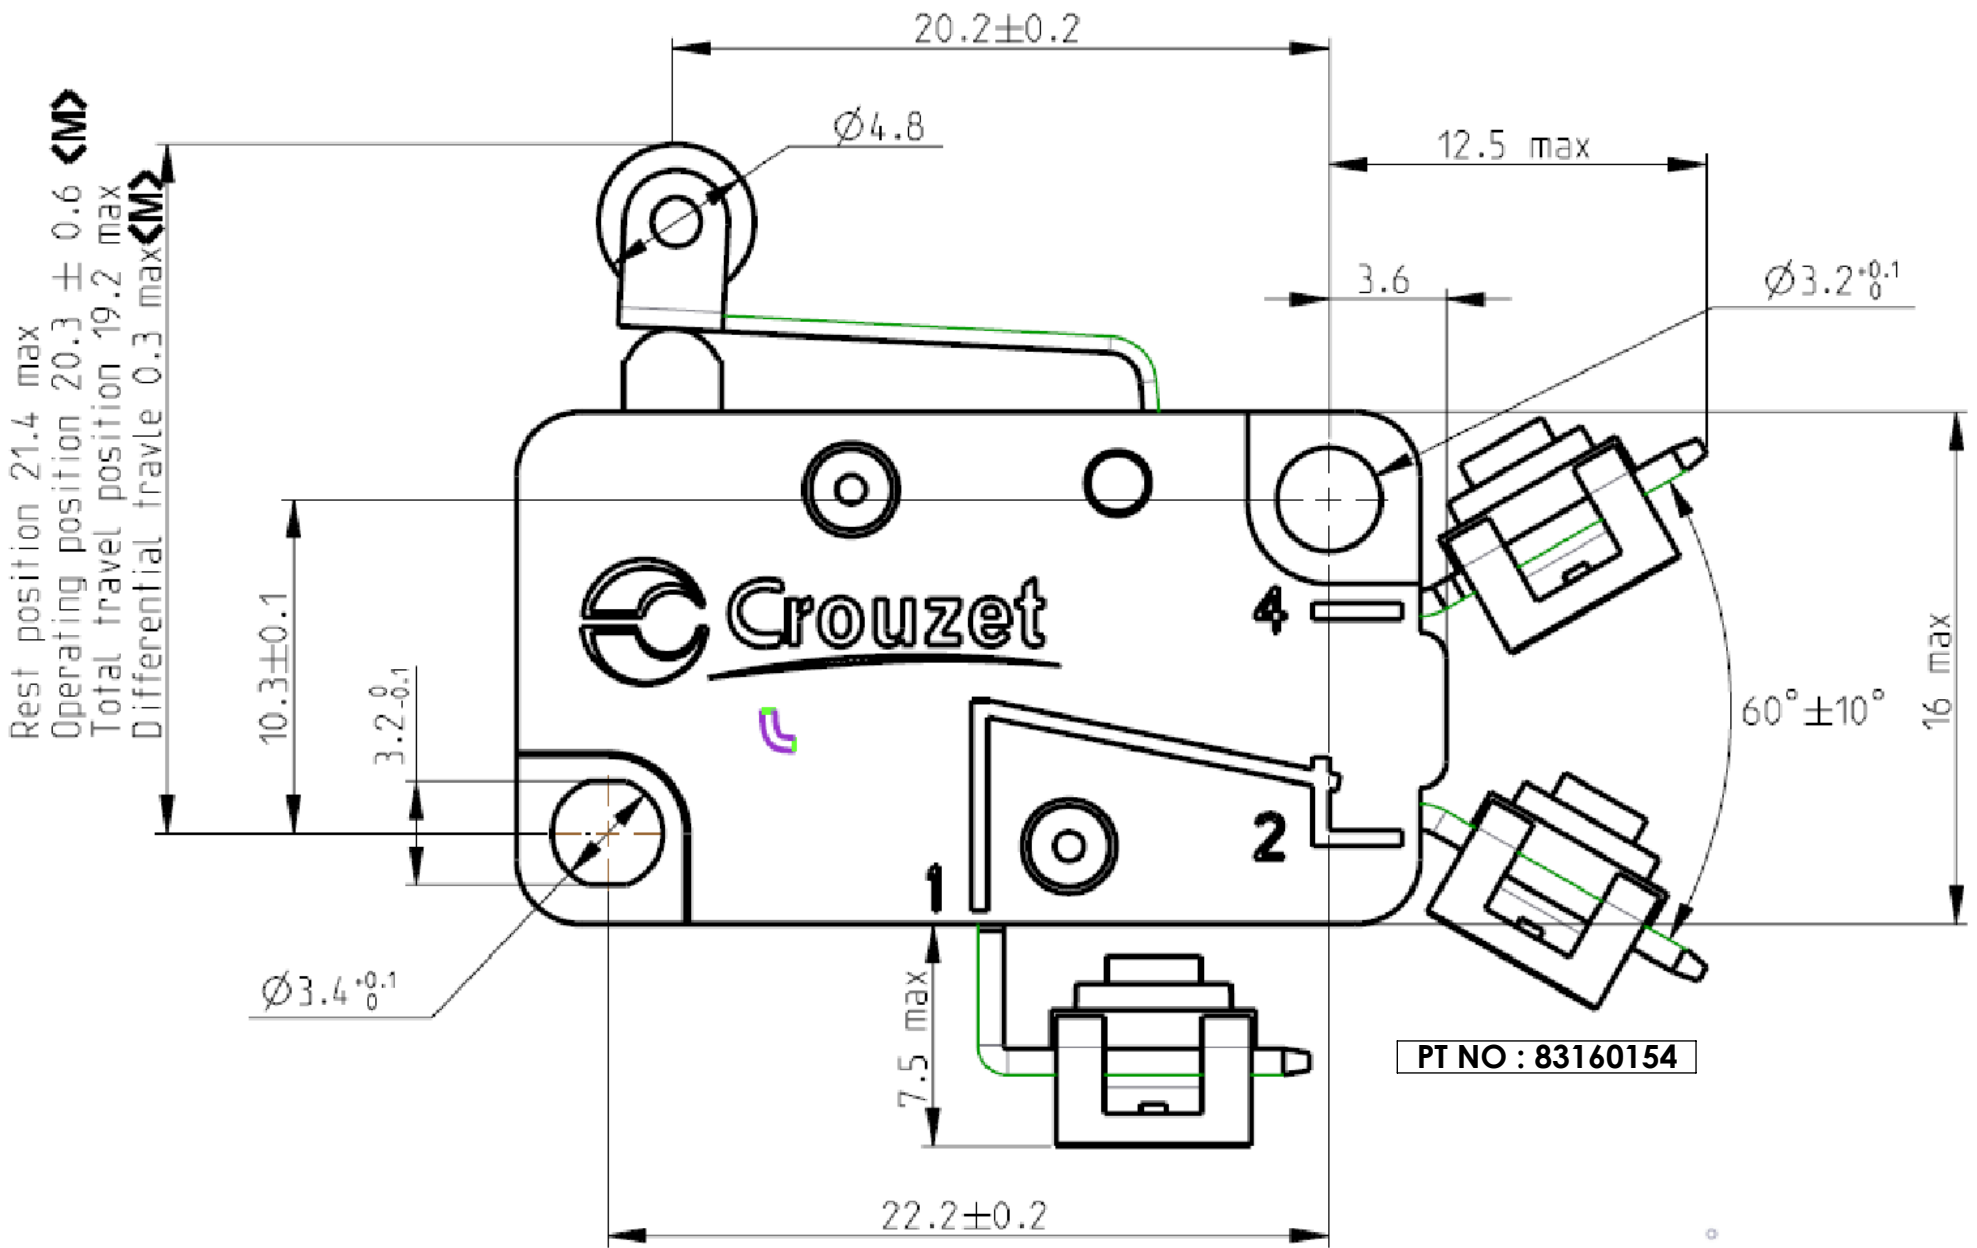 20.2±0.2
Ø4.8
12.5 max
3.6
Ø3.2 +0.1 0
Rest position 21.4 max
Operating position 20.3 ± 0.6 <M>
Total travel position 19.2 max
Differential travle 0.3 max<M>
10.3±0.1
3.2 0 -0.1
Crouzet
4
60°±10°
16 max
2
1
Ø3.4 +0.1 0
7.5 max
PT NO : 83160154
22.2±0.2